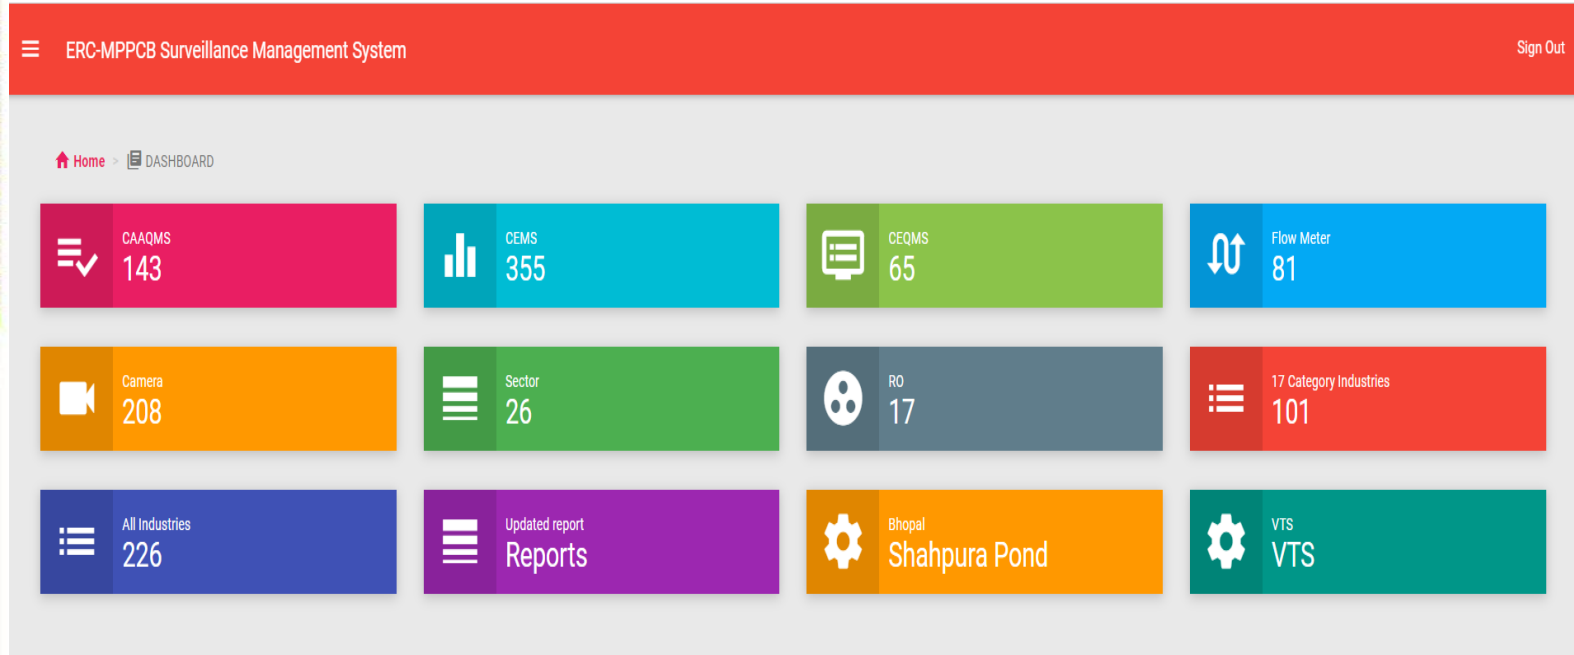 ERC-MPPCB Surveillance Management System
Sign Out
Home > DASHBOARD
CAAQMS
143
CEMS
355
CEQMS
65
Flow Meter
81
Camera
208
Sector
26
RO
17
17 Category Industries
101
All Industries
226
Updated report
Reports
Bhopal
Shahpura Pond
VTS
VTS